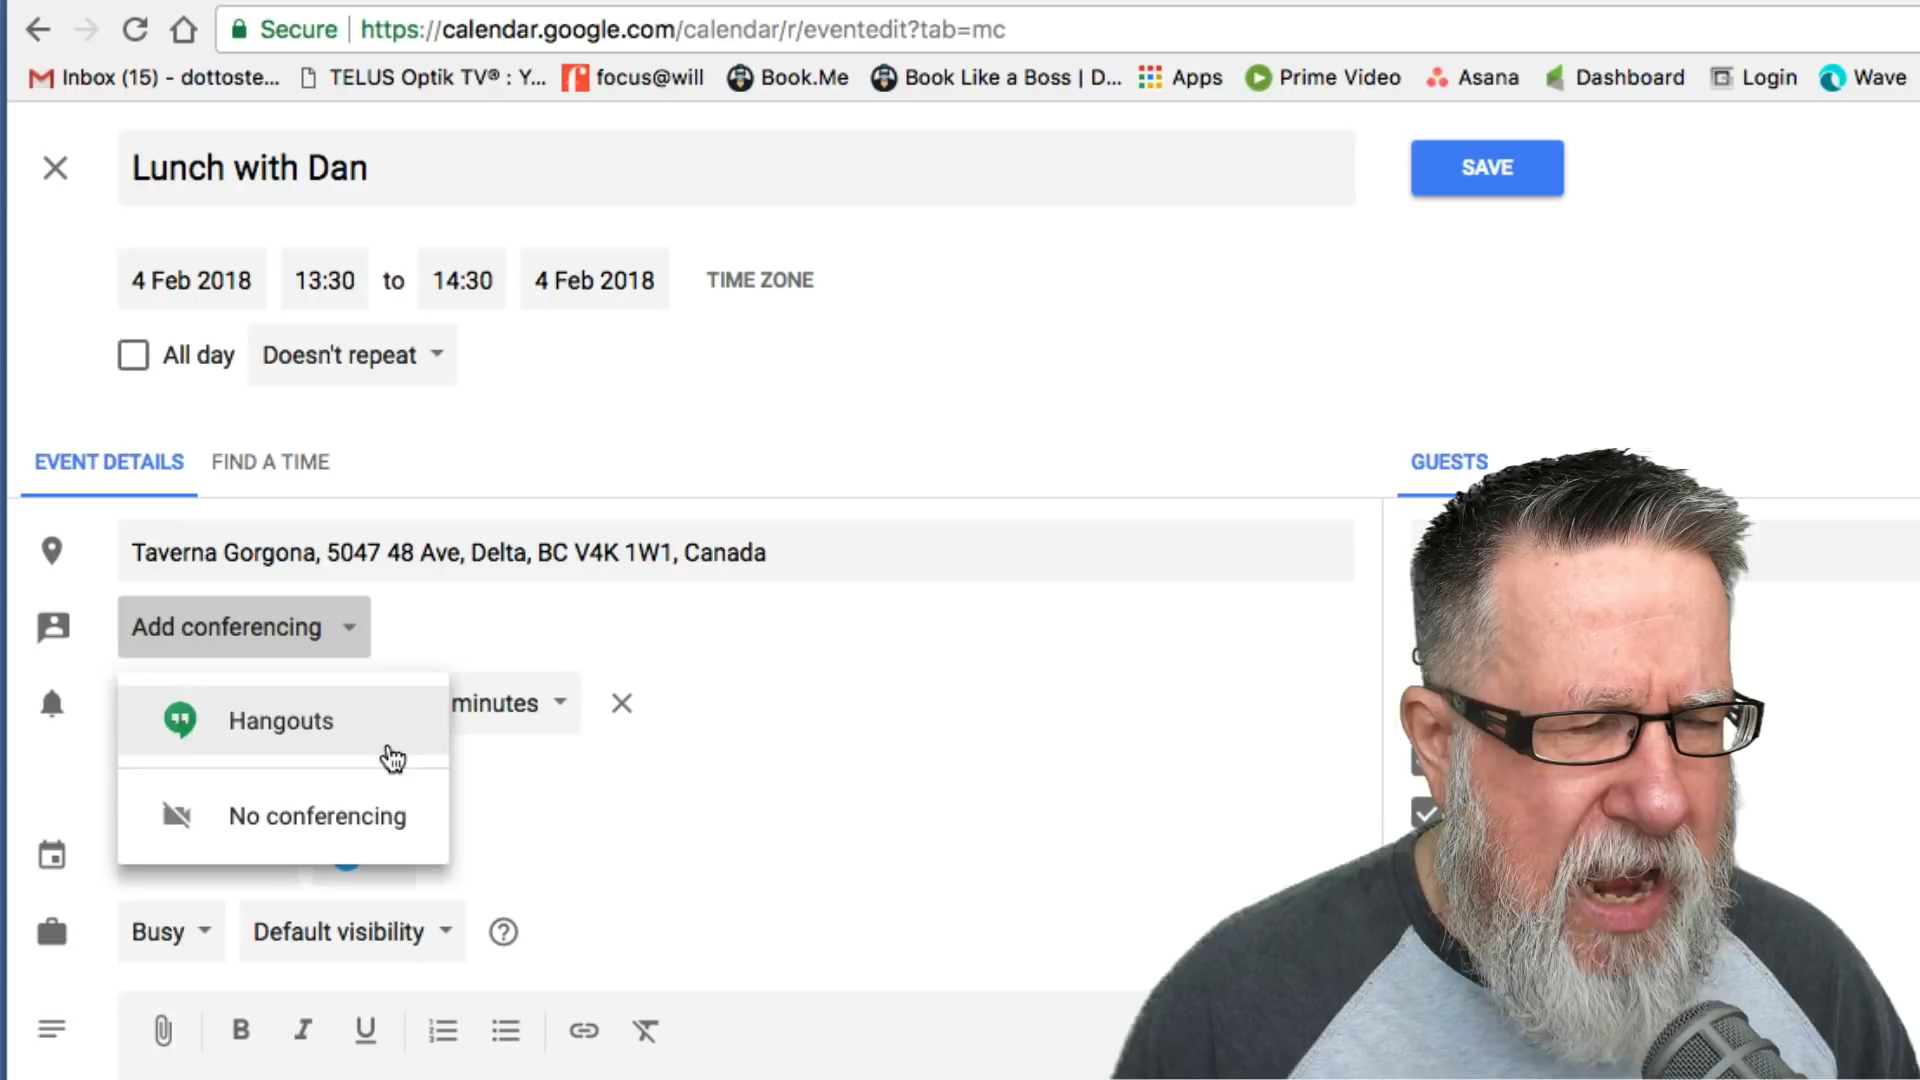 Secure | https://calendar.google.com/calendar/r/eventedit?tab=mc
Inbox (15) - dottoste... TELUS Optik TV® : Y... focus@will Book.Me Book Like a Boss | D... Apps Prime Video Asana Dashboard Login Wave
Lunch with Dan
SAVE
4 Feb 2018 13:30 to 14:30 4 Feb 2018 TIME ZONE
All day Doesn't repeat
EVENT DETAILS FIND A TIME
GUESTS
Taverna Gorgona, 5047 48 Ave, Delta, BC V4K 1W1, Canada
Add conferencing
minutes
Hangouts
No conferencing
Busy Default visibility
B I U